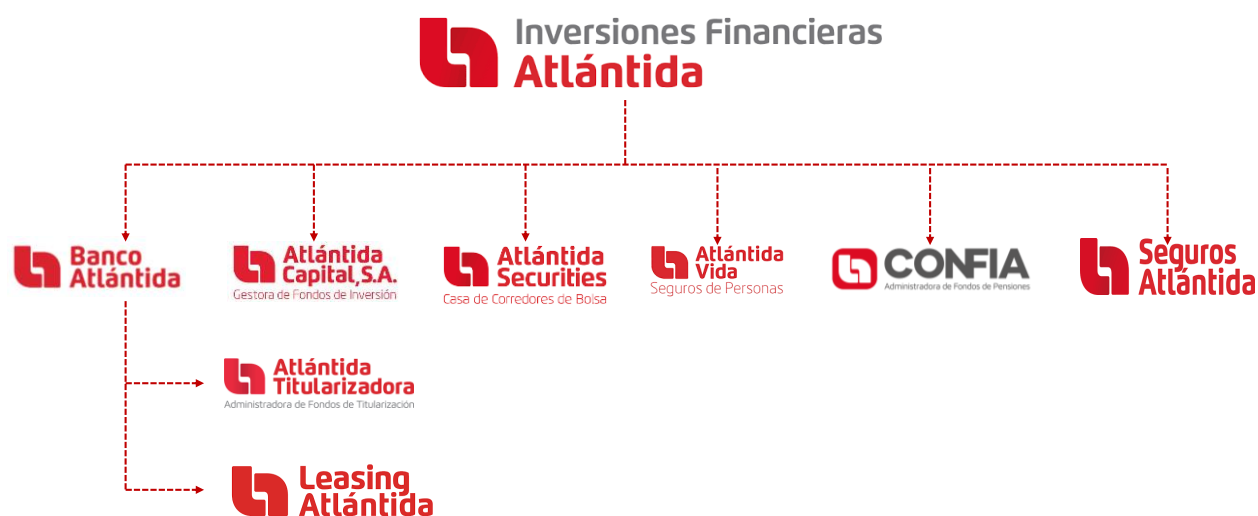 Inversiones Financieras
Atlántida
Banco
Atlántida
Atlántida
Capital,S.A.
Gestora de Fondos de Inversión
Atlántida
Securities
Casa de Corredores de Bolsa
Atlántida
Vida
Seguros de Personas
CONFIA
Administradora de Fondos de Pensiones
Seguros
Atlántida
Atlántida
Titularizadora
Administradora de Fondos de Titularización
Leasing
Atlántida